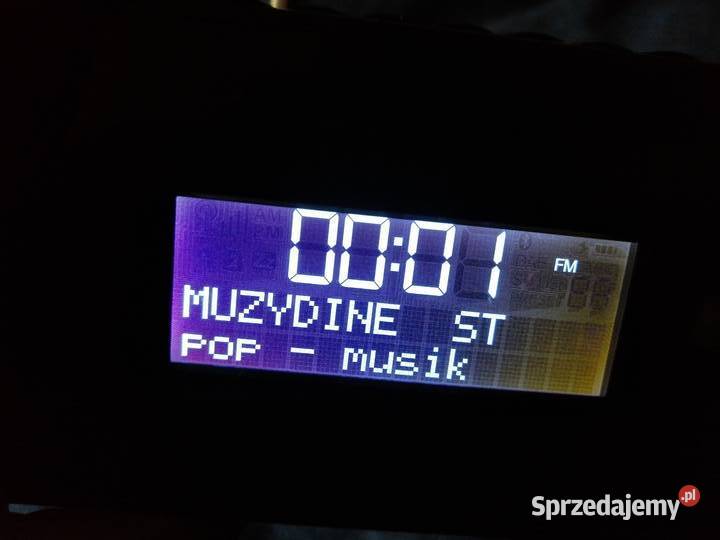 00:01
FM
MUZYDINE ST
POP - musik
Sprzedajemy.pl